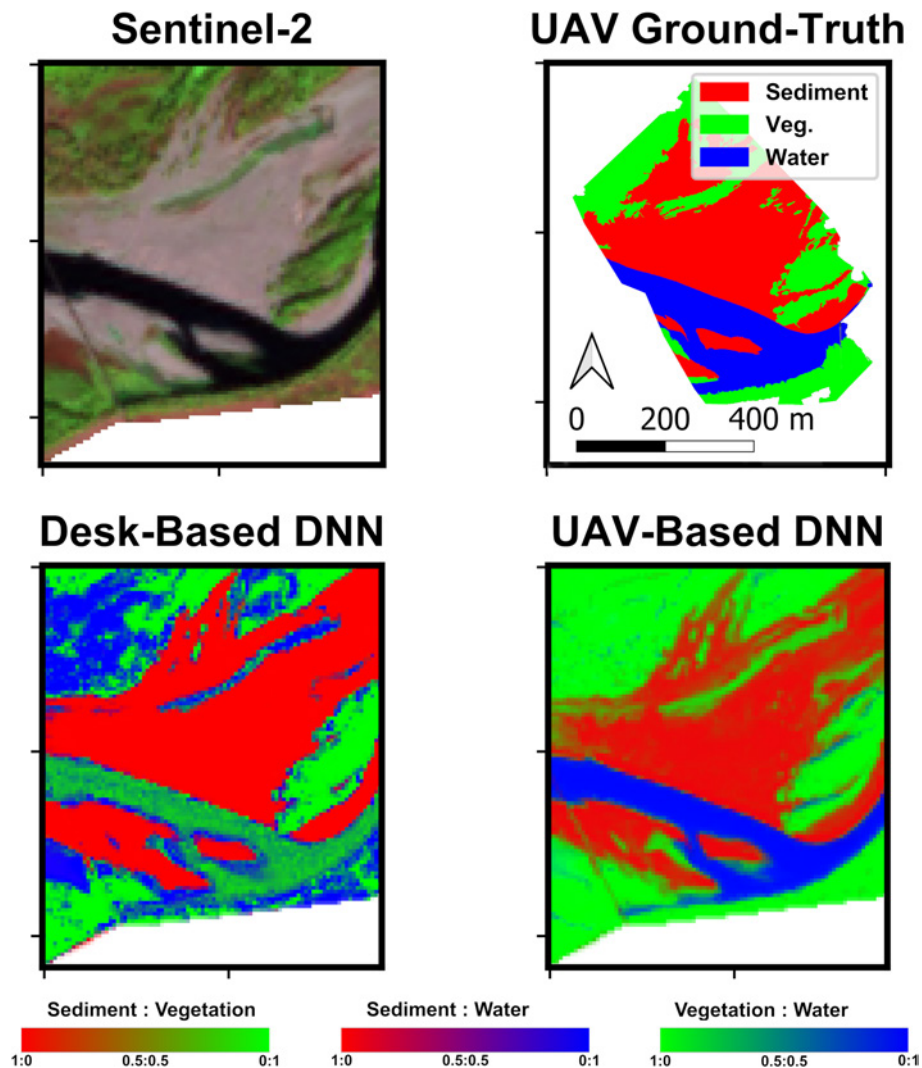 Sentinel-2
UAV Ground-Truth
Sediment
Veg.
Water
0 200 400 m
Desk-Based DNN
UAV-Based DNN
Sediment : Vegetation
1:0 0.5:0.5 0:1
Sediment : Water
1:0 0.5:0.5 0:1
Vegetation : Water
1:0 0.5:0.5 0:1